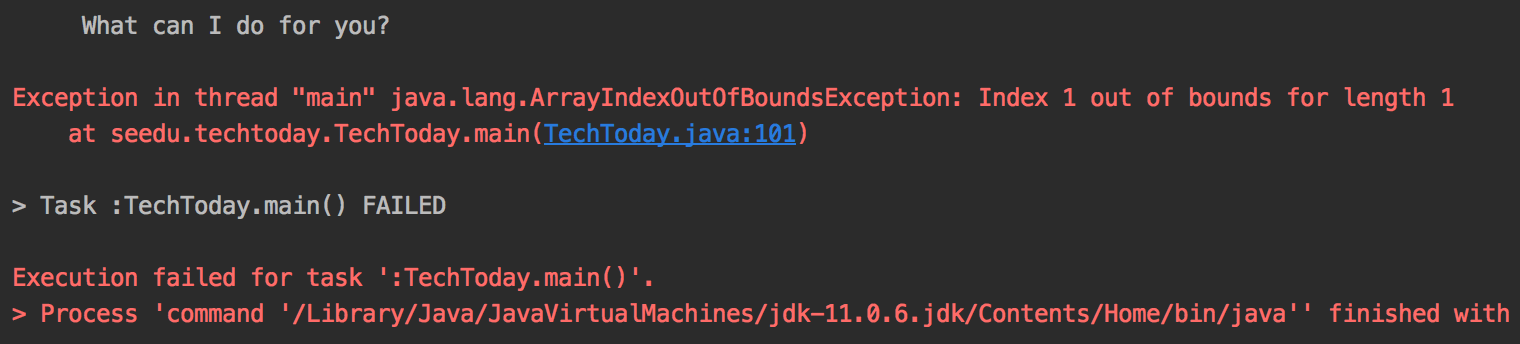 What can I do for you?
Exception in thread "main" java.lang.ArrayIndexOutOfBoundsException: Index 1 out of bounds for length 1
at seedu.techtoday.TechToday.main(TechToday.java:101)
> Task :TechToday.main() FAILED
Execution failed for task ':TechToday.main()'.
> Process 'command '/Library/Java/JavaVirtualMachines/jdk-11.0.6.jdk/Contents/Home/bin/java'' finished with